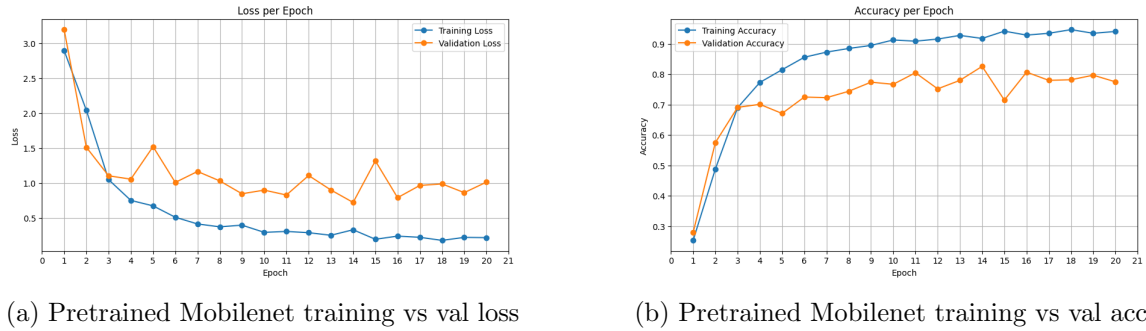 Loss per Epoch
Training Loss
Validation Loss
3.0
2.5
2.0
1.5
1.0
0.5
Loss
0 1 2 3 4 5 6 7 8 9 10 11 12 13 14 15 16 17 18 19 20 21
Epoch
(a) Pretrained Mobilenet training vs val loss
Accuracy per Epoch
Training Accuracy
Validation Accuracy
0.9
0.8
0.7
0.6
0.5
0.4
0.3
Accuracy
0 1 2 3 4 5 6 7 8 9 10 11 12 13 14 15 16 17 18 19 20 21
Epoch
(b) Pretrained Mobilenet training vs val acc